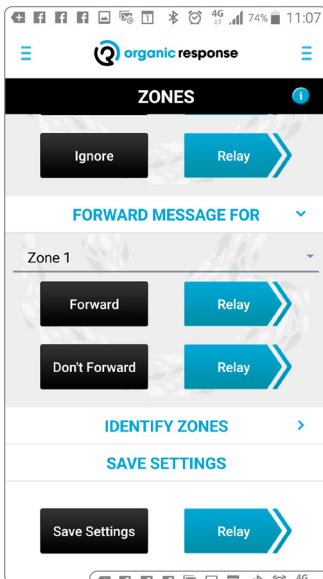 4G 74% 11:07
organic response
ZONES
Ignore Relay
FORWARD MESSAGE FOR
Zone 1
Forward Relay
Don't Forward Relay
IDENTIFY ZONES
SAVE SETTINGS
Save Settings Relay
4G